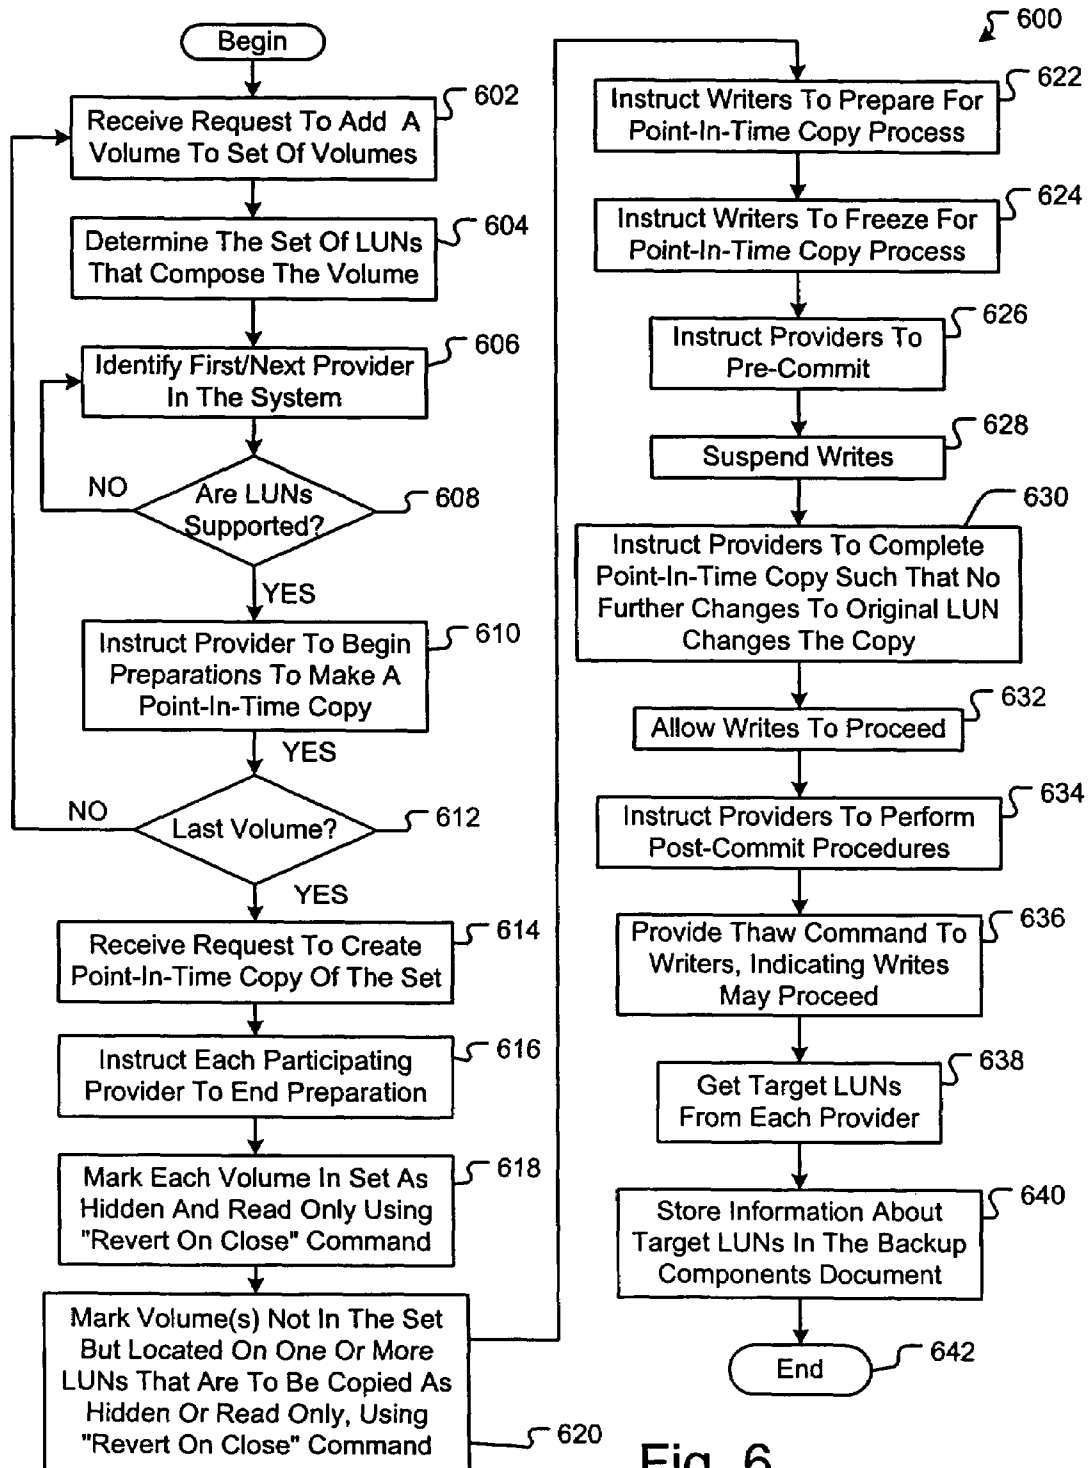 600
Begin
602
Receive Request To Add A
Volume To Set Of Volumes
604
Determine The Set Of LUNs
That Compose The Volume
606
Identify First/Next Provider
In The System
NO
Are LUNs
Supported?
608
YES
610
Instruct Provider To Begin
Preparations To Make A
Point-In-Time Copy
YES
NO
Last Volume?
612
YES
614
Receive Request To Create
Point-In-Time Copy Of The Set
616
Instruct Each Participating
Provider To End Preparation
618
Mark Each Volume In Set As
Hidden And Read Only Using
"Revert On Close" Command
Mark Volume(s) Not In The Set
But Located On One Or More
LUNs That Are To Be Copied As
Hidden Or Read Only, Using
"Revert On Close" Command
620
622
Instruct Writers To Prepare For
Point-In-Time Copy Process
624
Instruct Writers To Freeze For
Point-In-Time Copy Process
626
Instruct Providers To
Pre-Commit
628
Suspend Writes
630
Instruct Providers To Complete
Point-In-Time Copy Such That No
Further Changes To Original LUN
Changes The Copy
632
Allow Writes To Proceed
634
Instruct Providers To Perform
Post-Commit Procedures
636
Provide Thaw Command To
Writers, Indicating Writes
May Proceed
638
Get Target LUNs
From Each Provider
640
Store Information About
Target LUNs In The Backup
Components Document
End
642
Fig. 6